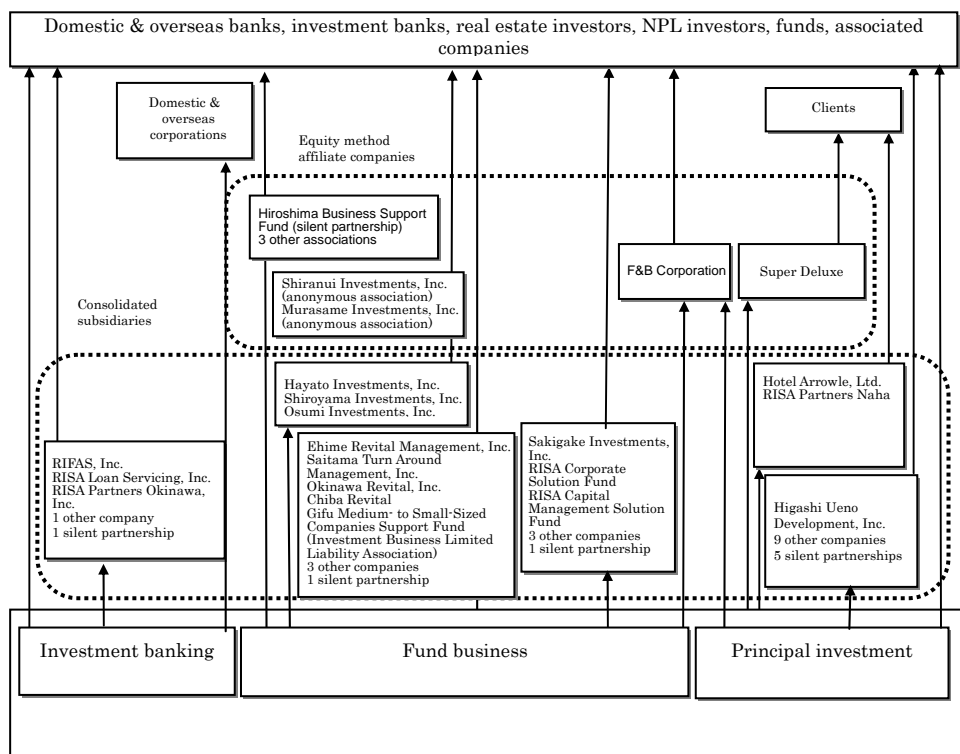 Domestic & overseas banks, investment banks, real estate investors, NPL investors, funds, associated
companies
Domestic &
overseas
corporations
Clients
Equity method
affiliate companies
Hiroshima Business Support
Fund (silent partnership)
3 other associations
F&B Corporation
Super Deluxe
Shiranui Investments, Inc.
(anonymous association)
Murasame Investments, Inc.
(anonymous association)
Consolidated
subsidiaries
Hayato Investments, Inc.
Shiroyama Investments, Inc.
Osumi Investments, Inc.
Hotel Arrowle, Ltd.
RISA Partners Naha
RIFAS, Inc.
RISA Loan Servicing, Inc.
RISA Partners Okinawa,
Inc.
1 other company
1 silent partnership
Ehime Revital Management, Inc.
Saitama Turn Around
Management, Inc.
Okinawa Revital, Inc.
Chiba Revital
Gifu Medium- to Small-Sized
Companies Support Fund
(Investment Business Limited
Liability Association)
3 other companies
1 silent partnership
Sakigake Investments,
Inc.
RISA Corporate
Solution Fund
RISA Capital
Management Solution
Fund
3 other companies
1 silent partnership
Higashi Ueno
Development, Inc.
9 other companies
5 silent partnerships
Investment banking
Fund business
Principal investment